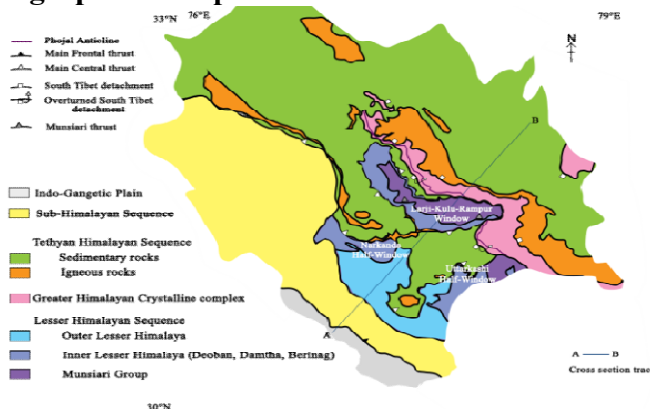 33°N 76°E 79°E
N
Phojal Anticline
Main Frontal thrust
Main Central thrust
South Tibet detachment
Overturned South Tibet
detachment
Munsiari thrust
B
Indo-Gangetic Plain
Sub-Himalayan Sequence
Tethyan Himalayan Sequence
Sedimentary rocks
Igneous rocks
Greater Himalayan Crystalline complex
Lesser Himalayan Sequence
Outer Lesser Himalaya
Inner Lesser Himalaya (Deoban, Damtha, Berinag)
Munsiari Group
Larji-Kulu-Rampur
Window
Narkanda
Half-Window
Uttarkashi
Half-Window
A
A B
Cross section trac
30°N